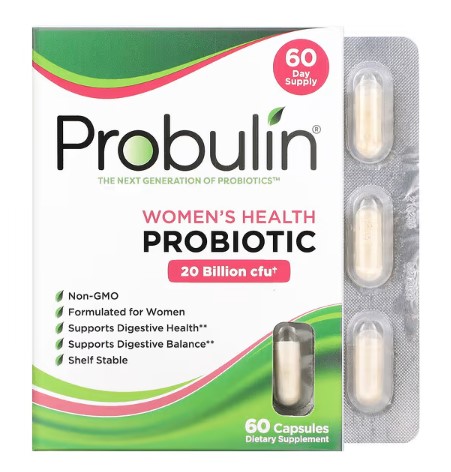 60
Day
Supply
Probulin®
THE NEXT GENERATION OF PROBIOTICS™
WOMEN'S HEALTH
PROBIOTIC
20 Billion cfu†
Non-GMO
Formulated for Women
Supports Digestive Health**
Supports Digestive Balance**
Shelf Stable
60 Capsules
Dietary Supplement